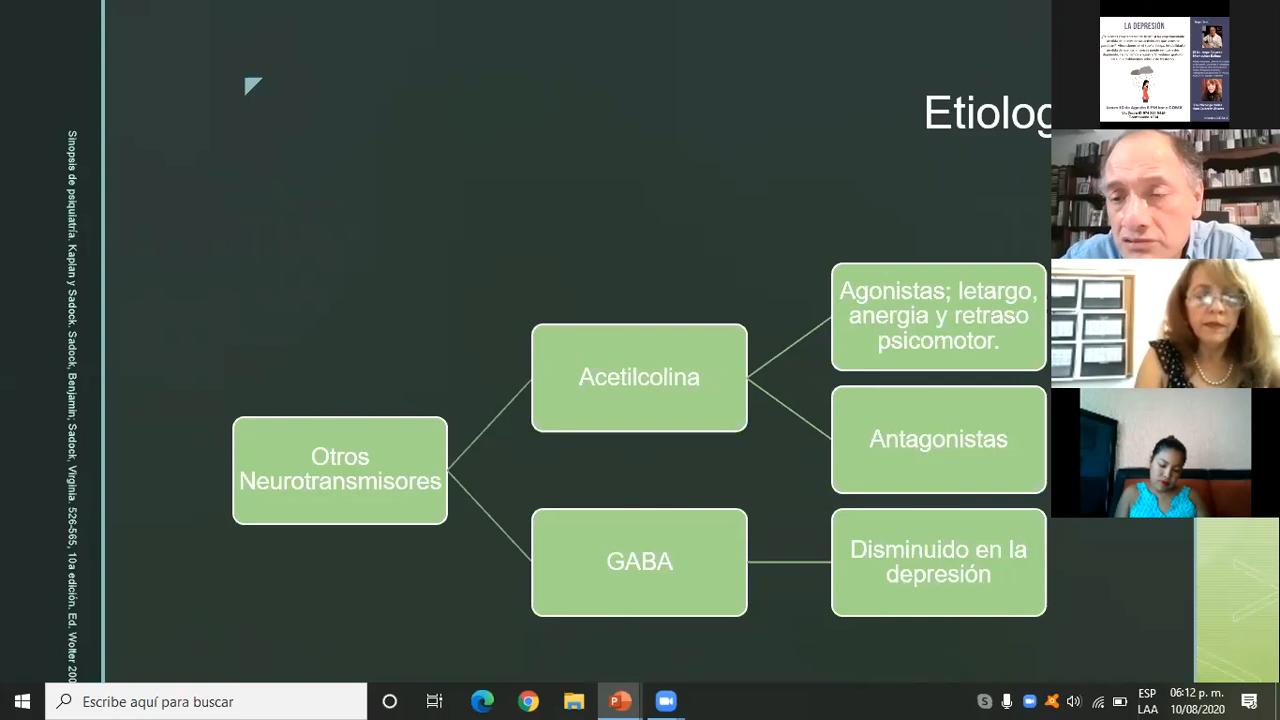 LA DEPRESIÓN
Etiolog
Sinopsis de psiquiatría. Kaplan y Sadock. Sadock, Benjamin; Sadock, Virginia. 526-565, 10a edición. Ed. Wolter 200
Otros
Neurotransmisores
Acetilcolina
GABA
Agonistas; letargo,
anergia y retraso
psicomotor.
Antagonistas
Disminuido en la
depresión
Escribe aquí para buscar
ESP
LAA
06:12 p. m.
10/08/2020
2